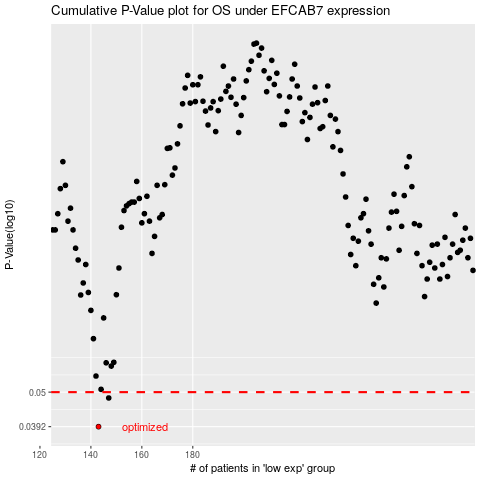 Cumulative P-Value plot for OS under EFCAB7 expression
P-Value(log10)
0.05
0.0392
optimized
120 140 160 180
# of patients in 'low exp' group